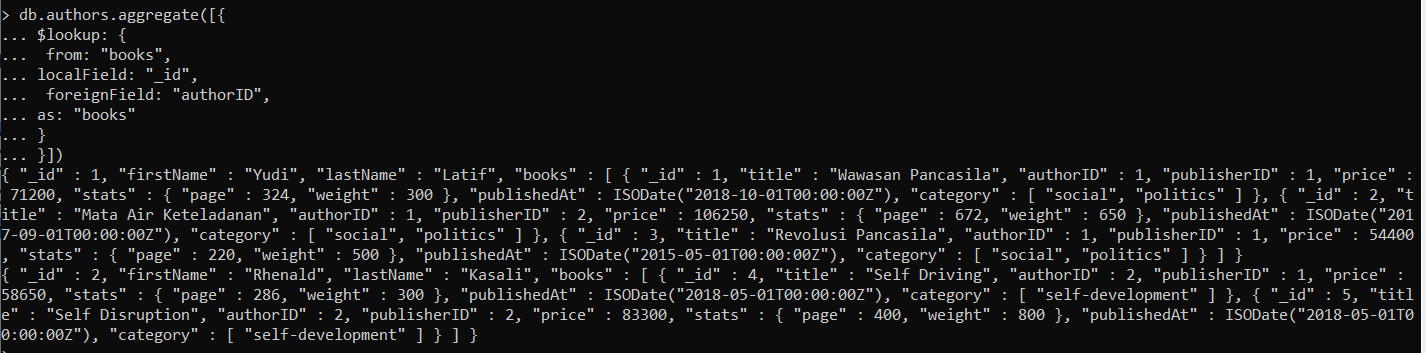 > db.authors.aggregate([{
... $lookup: {
...  from: "books",
... localField: "_id",
...  foreignField: "authorID",
... as: "books"
... }
... }])
{ "_id" : 1, "firstName" : "Yudi", "lastName" : "Latif", "books" : [ { "_id" : 1, "title" : "Wawasan Pancasila", "authorID" : 1, "publisherID" : 1, "price" :
 71200, "stats" : { "page" : 324, "weight" : 300 }, "publishedAt" : ISODate("2018-10-01T00:00:00Z"), "category" : [ "social", "politics" ] }, { "_id" : 2, "t
itle" : "Mata Air Keteladanan", "authorID" : 1, "publisherID" : 2, "price" : 106250, "stats" : { "page" : 672, "weight" : 650 }, "publishedAt" : ISODate("201
7-09-01T00:00:00Z"), "category" : [ "social", "politics" ] }, { "_id" : 3, "title" : "Revolusi Pancasila", "authorID" : 1, "publisherID" : 1, "price" : 54400
, "stats" : { "page" : 220, "weight" : 500 }, "publishedAt" : ISODate("2015-05-01T00:00:00Z"), "category" : [ "social", "politics" ] } ] }
{ "_id" : 2, "firstName" : "Rhenald", "lastName" : "Kasali", "books" : [ { "_id" : 4, "title" : "Self Driving", "authorID" : 2, "publisherID" : 1, "price" :
58650, "stats" : { "page" : 286, "weight" : 300 }, "publishedAt" : ISODate("2018-05-01T00:00:00Z"), "category" : [ "self-development" ] }, { "_id" : 5, "titl
e" : "Self Disruption", "authorID" : 2, "publisherID" : 2, "price" : 83300, "stats" : { "page" : 400, "weight" : 800 }, "publishedAt" : ISODate("2018-05-01T0
0:00:00Z"), "category" : [ "self-development" ] } ] }